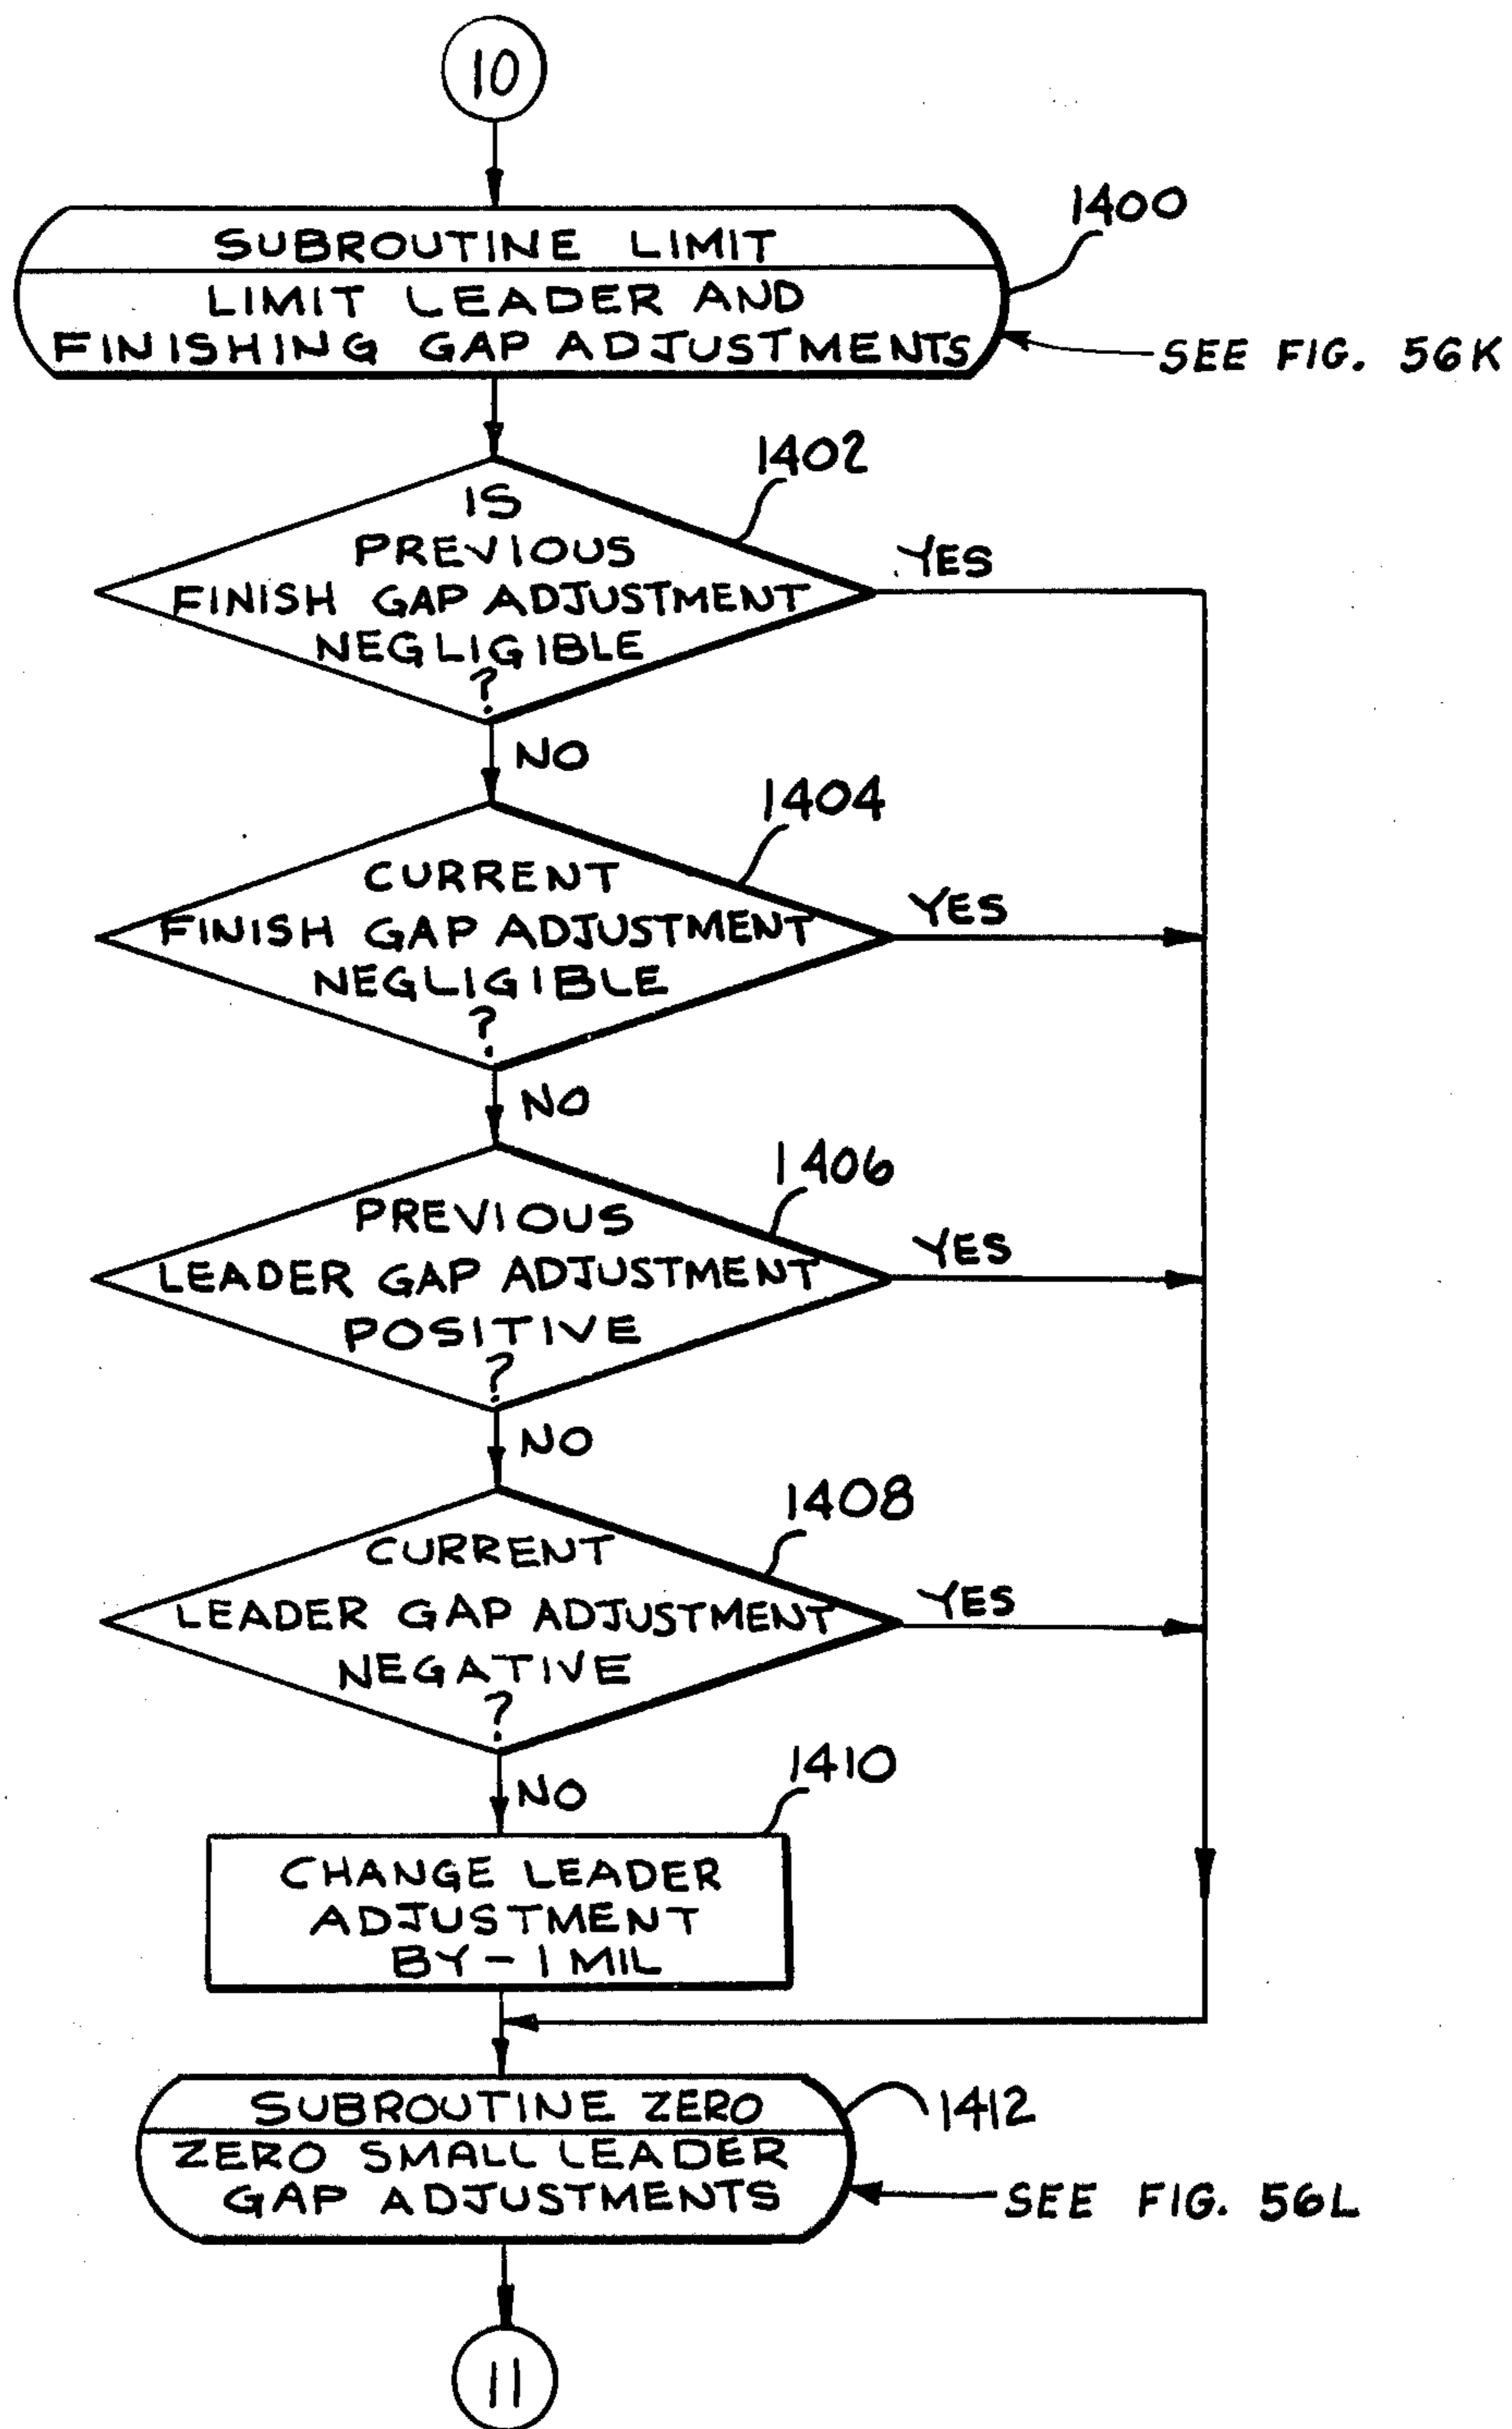 10
1400
SUBROUTINE LIMIT
LIMIT LEADER AND
FINISHING GAP ADJUSTMENTS
SEE FIG. 56K
1402
IS
PREVIOUS
FINISH GAP ADJUSTMENT
NEGLIGIBLE
?
YES
NO
1404
CURRENT
FINISH GAP ADJUSTMENT
NEGLIGIBLE
?
YES
NO
1406
PREVIOUS
LEADER GAP ADJUSTMENT
POSITIVE
?
YES
NO
1408
CURRENT
LEADER GAP ADJUSTMENT
NEGATIVE
?
YES
NO
1410
CHANGE LEADER
ADJUSTMENT
BY - 1 MIL
SUBROUTINE ZERO
1412
ZERO SMALL LEADER
GAP ADJUSTMENTS
SEE FIG. 56L
11